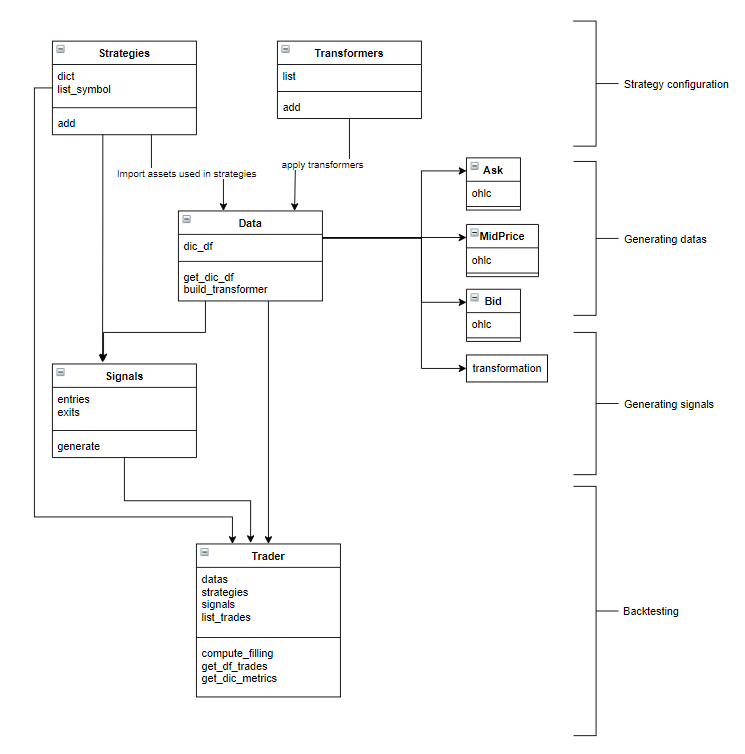 Strategies
dict
list_symbol
add
Transformers
list
add
Strategy configuration
Import assets used in strategies
apply transformers
Ask
ohlc
Data
dic_df
get_dic_df
build_transformer
MidPrice
ohlc
Generating datas
Bid
ohlc
transformation
Signals
entries
exits
generate
Generating signals
Trader
datas
strategies
signals
list_trades
compute_filling
get_df_trades
get_dic_metrics
Backtesting